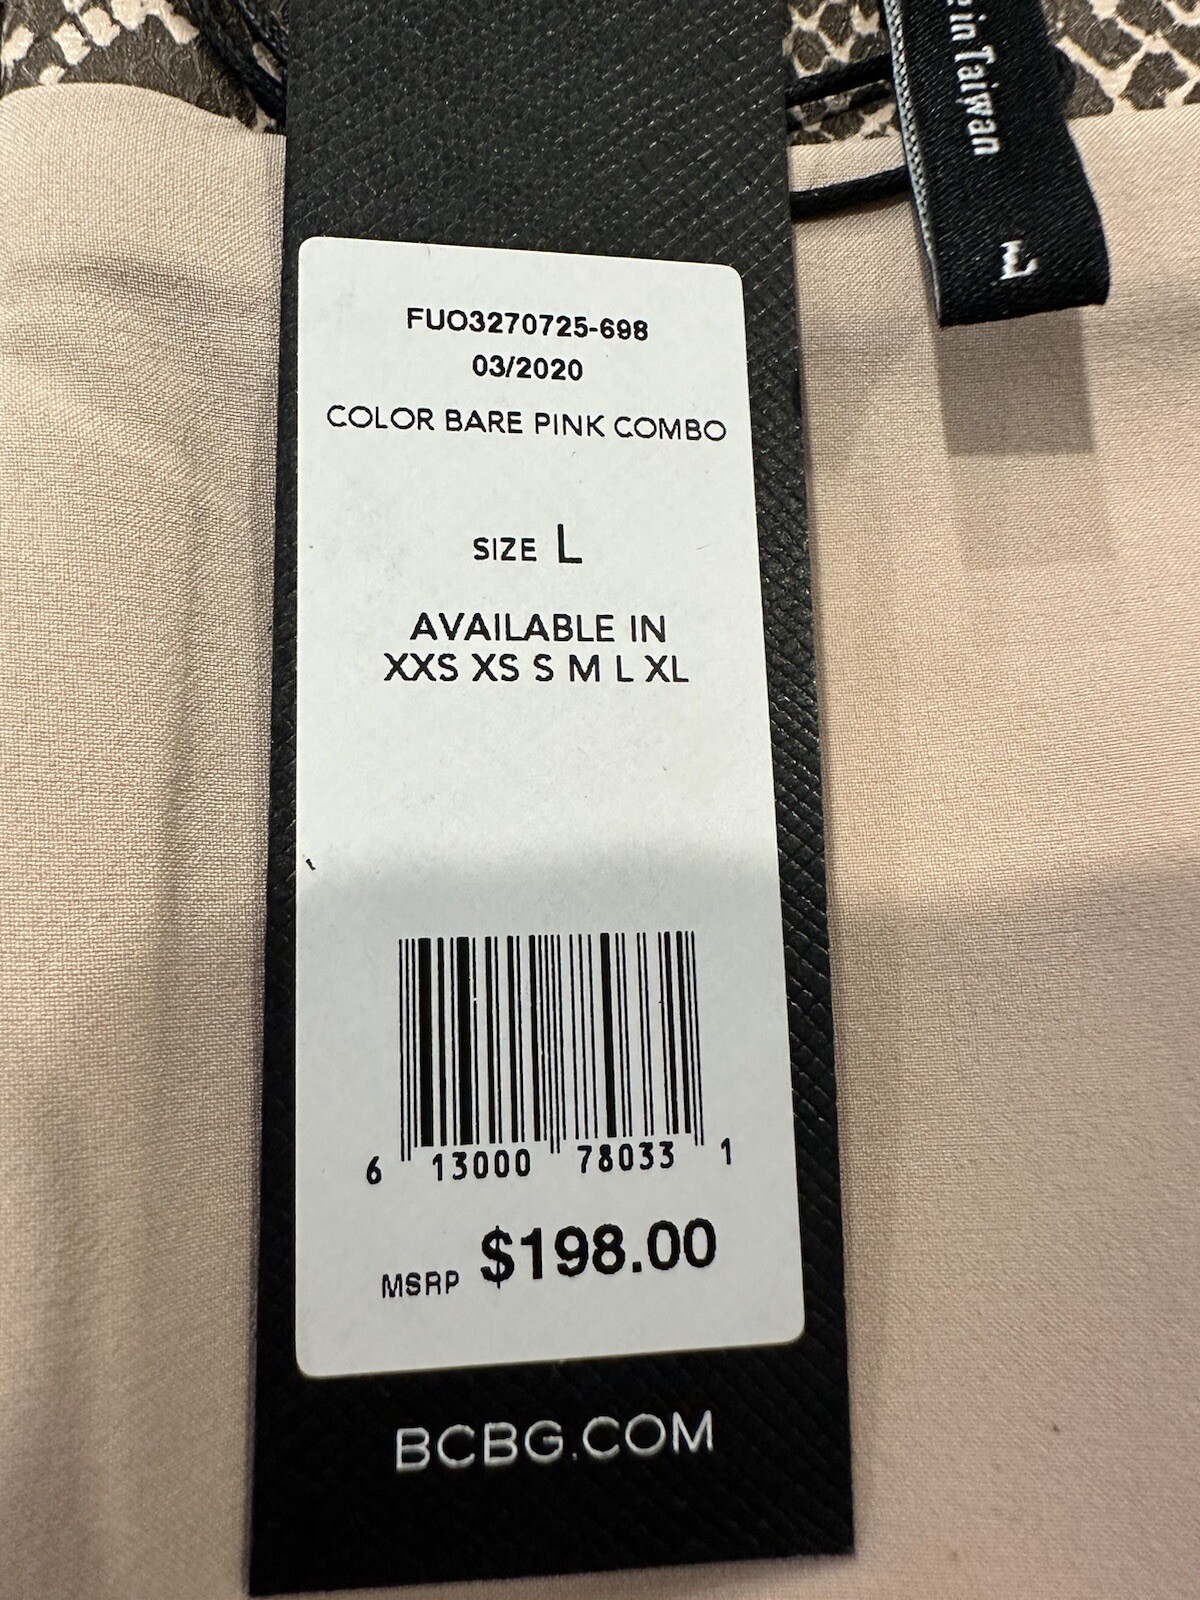 e in Taiwan
L
FUO3270725-698
03/2020
COLOR BARE PINK COMBO
SIZE L
AVAILABLE IN
XXS XS S M L XL
6 13000 78033 1
MSRP $198.00
BCBG.COM